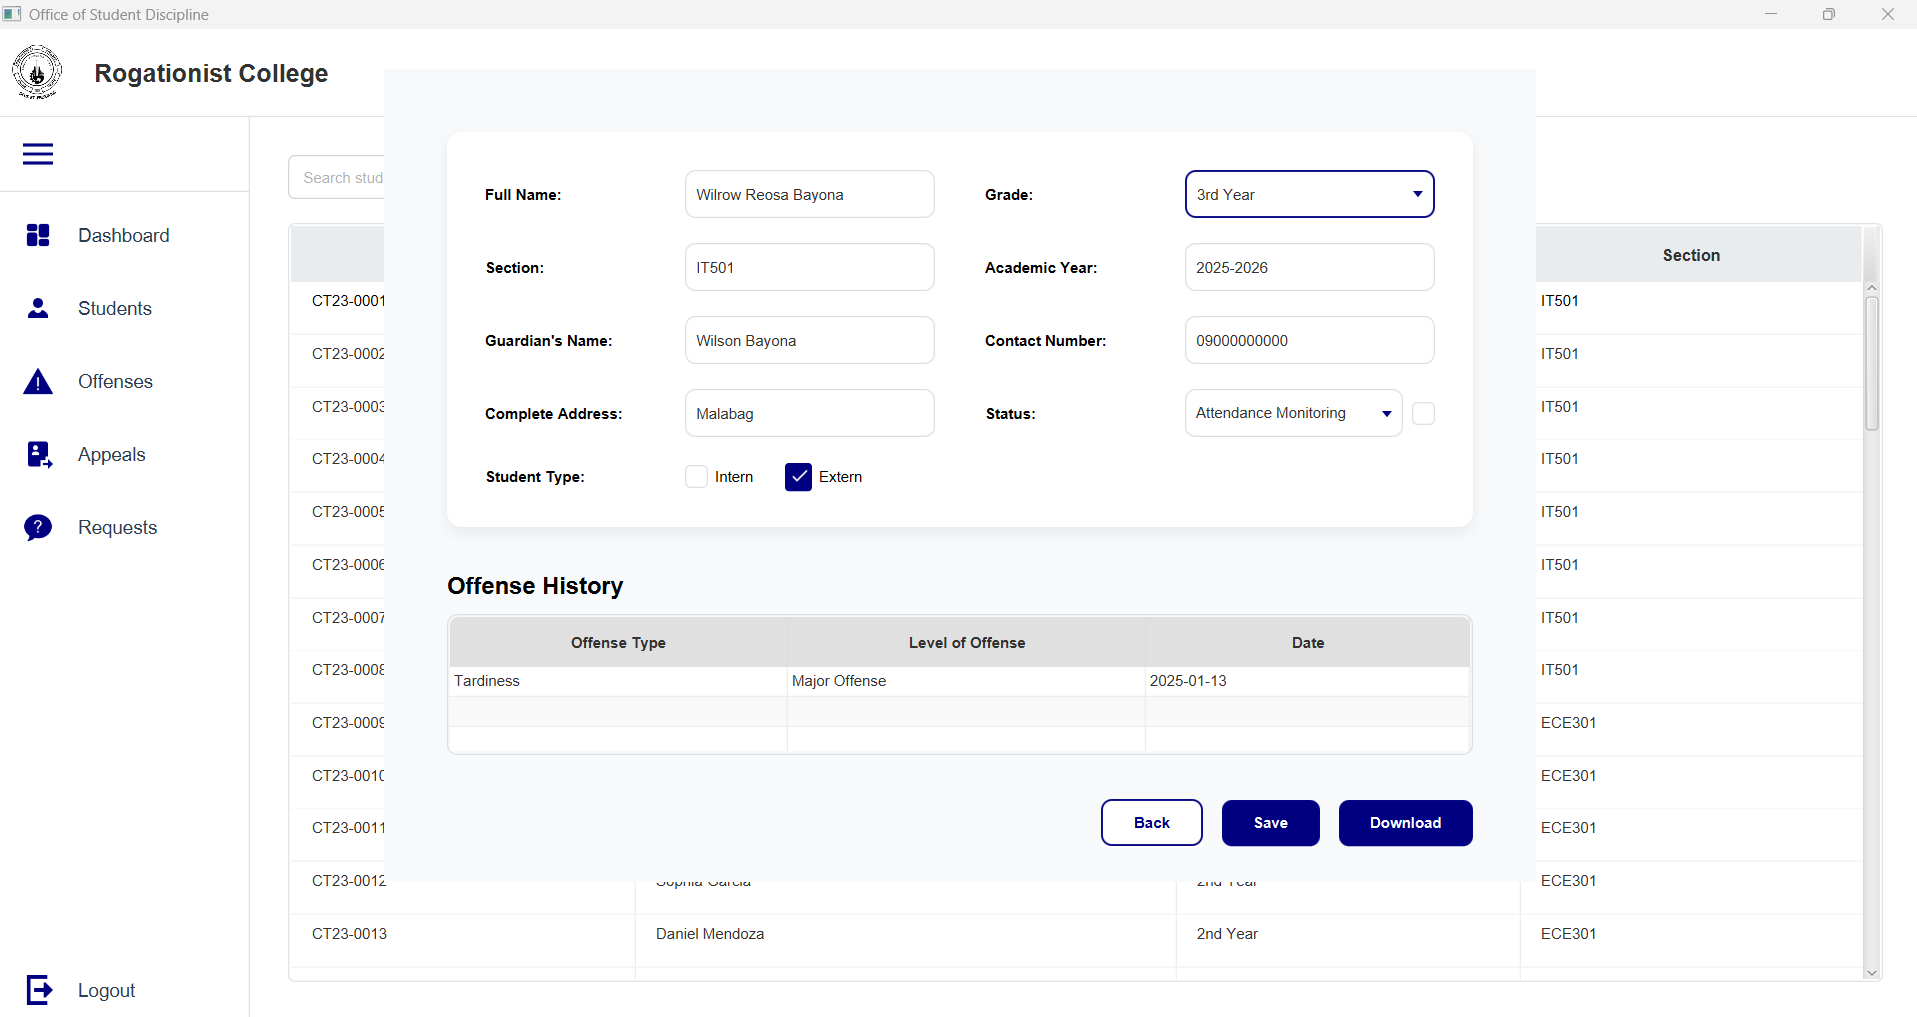 Office of Student Discipline
Rogationist College
Search stud
Dashboard
Students
Offenses
Appeals
Requests
Logout
Full Name: Wilrow Reosa Bayona Grade: 3rd Year
Section: IT501 Academic Year: 2025-2026
Guardian's Name: Wilson Bayona Contact Number: 09000000000
Complete Address: Malabag Status: Attendance Monitoring
Student Type: Intern Extern
Offense History
Offense Type Level of Offense Date
Tardiness Major Offense 2025-01-13
Back Save Download
Section
CT23-0001 IT501
CT23-0002 IT501
CT23-0003 IT501
CT23-0004 IT501
CT23-0005 IT501
CT23-0006 IT501
CT23-0007 IT501
CT23-0008 IT501
CT23-0009 ECE301
CT23-0010 ECE301
CT23-0011 ECE301
CT23-0012 Sophia Garcia 2nd Year ECE301
CT23-0013 Daniel Mendoza 2nd Year ECE301